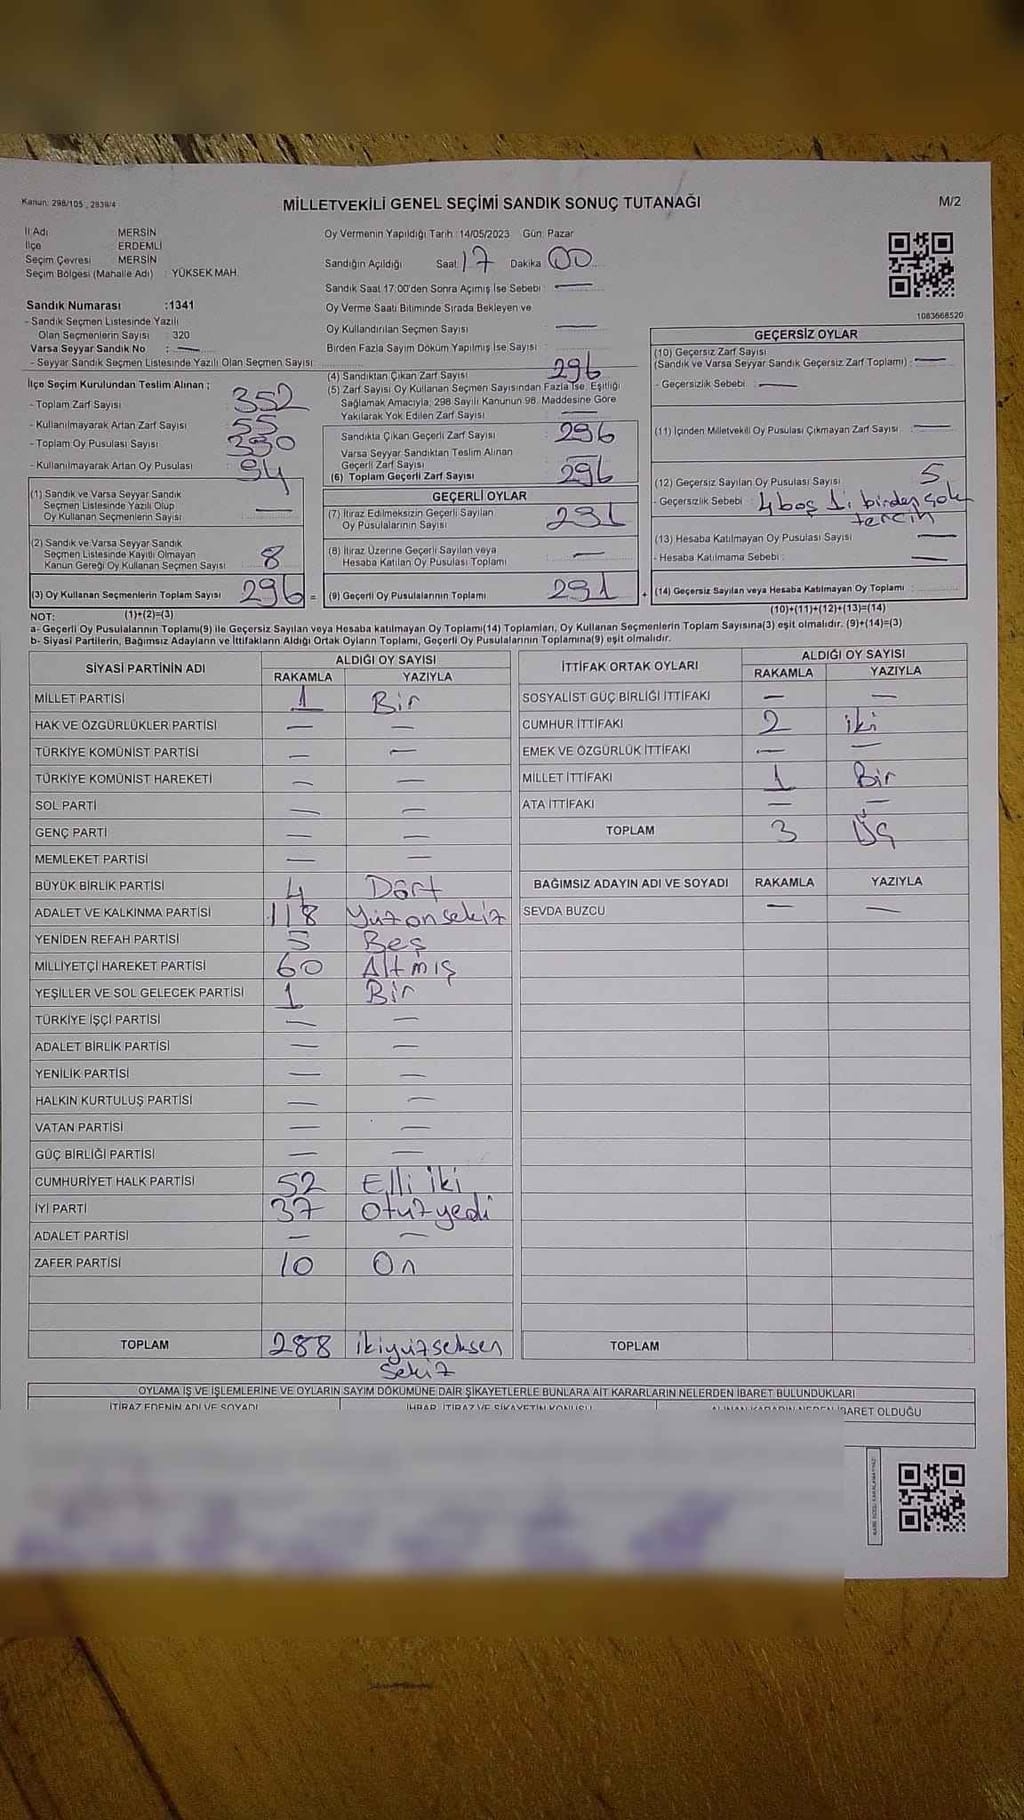 Kanun: 298/105 , 2839/4
MİLLETVEKİLİ GENEL SEÇİMİ SANDIK SONUÇ TUTANAĞI
M/2
İl Adı MERSİN
İlçe ERDEMLİ
Seçim Çevresi MERSİN
Seçim Bölgesi (Mahalle Adı) : YÜKSEK MAH.
Oy Vermenin Yapıldığı Tarih : 14/05/2023 Gün: Pazar
Sandığın Açıldığı Saat: 17 Dakika 00
Sandık Saat 17:00'den Sonra Açımış İse Sebebi : —
Oy Verme Saati Bitiminde Sırada Bekleyen ve
Oy Kullandırılan Seçmen Sayısı —
Birden Fazla Sayım Döküm Yapılmış İse Sayısı :
1083668520
Sandık Numarası :1341
- Sandık Seçmen Listesinde Yazılı
Olan Seçmenlerin Sayısı : 320
Varsa Seyyar Sandık No : —
- Seyyar Sandık Seçmen Listesinde Yazılı Olan Seçmen Sayısı
İlçe Seçim Kurulundan Teslim Alınan ;
- Toplam Zarf Sayısı 352
- Kullanılmayarak Artan Zarf Sayısı 55
- Toplam Oy Pusulası Sayısı
- Kullanılmayarak Artan Oy Pusulası
(1) Sandık ve Varsa Seyyar Sandık
Seçmen Listesinde Yazılı Olup
Oy Kullanan Seçmenlerin Sayısı —
(2) Sandık ve Varsa Seyyar Sandık
Seçmen Listesinde Kayıtlı Olmayan
Kanun Gereği Oy Kullanan Seçmen Sayısı 8
(3) Oy Kullanan Seçmenlerin Toplam Sayısı 296 =
(4) Sandıktan Çıkan Zarf Sayısı 296
(5) Zarf Sayısı Oy Kullanan Seçmen Sayısından Fazla İse, Eşitliği
Sağlamak Amacıyla, 298 Sayılı Kanunun 98. Maddesine Göre
Yakılarak Yok Edilen Zarf Sayısı —
Sandıkta Çıkan Geçerli Zarf Sayısı : 296
Varsa Seyyar Sandıktan Teslim Alınan
Geçerli Zarf Sayısı —
(6) Toplam Geçerli Zarf Sayısı : 296
GEÇERLİ OYLAR
(7) İtiraz Edilmeksizin Geçerli Sayılan
Oy Pusulalarının Sayısı 291
(8) İtiraz Üzerine Geçerli Sayılan veya
Hesaba Katılan Oy Pusulası Toplamı —
(9) Geçerli Oy Pusulalarının Toplamı 291 +
GEÇERSİZ OYLAR
(10) Geçersiz Zarf Sayısı
(Sandık ve Varsa Seyyar Sandık Geçersiz Zarf Toplamı) : —
- Geçersizlik Sebebi : —
(11) İçinden Milletvekili Oy Pusulası Çıkmayan Zarf Sayısı : —
(12) Geçersiz Sayılan Oy Pusulası Sayısı 5
- Geçersizlik Sebebi : 4 boş 1 i birden çok
tercih
(13) Hesaba Katılmayan Oy Pusulası Sayısı —
- Hesaba Katılmama Sebebi : —
(14) Geçersiz Sayılan veya Hesaba Katılmayan Oy Toplamı :
NOT: (1)+(2)=(3)
(10)+(11)+(12)+(13)=(14)
a- Geçerli Oy Pusulalarının Toplamı(9) ile Geçersiz Sayılan veya Hesaba katılmayan Oy Toplamı(14) Toplamları, Oy Kullanan Seçmenlerin Toplam Sayısına(3) eşit olmalıdır. (9)+(14)=(3)
b- Siyasi Partilerin, Bağımsız Adayların ve İttifakların Aldığı Ortak Oyların Toplamı, Geçerli Oy Pusulalarının Toplamına(9) eşit olmalıdır.
SİYASİ PARTİNİN ADI ALDIĞI OY SAYISI
RAKAMLA YAZIYLA
MİLLET PARTİSİ 1 Bir
HAK VE ÖZGÜRLÜKLER PARTİSİ — —
TÜRKİYE KOMÜNİST PARTİSİ — —
TÜRKİYE KOMÜNİST HAREKETİ — —
SOL PARTİ — —
GENÇ PARTİ — —
MEMLEKET PARTİSİ — —
BÜYÜK BİRLİK PARTİSİ 4 Dört
ADALET VE KALKINMA PARTİSİ 118 Yüzonsekiz
YENİDEN REFAH PARTİSİ 5 Beş
MİLLİYETÇİ HAREKET PARTİSİ 60 Altmış
YEŞİLLER VE SOL GELECEK PARTİSİ 1 Bir
TÜRKİYE İŞÇİ PARTİSİ — —
ADALET BİRLİK PARTİSİ — —
YENİLİK PARTİSİ — —
HALKIN KURTULUŞ PARTİSİ — —
VATAN PARTİSİ — —
GÜÇ BİRLİĞİ PARTİSİ — —
CUMHURİYET HALK PARTİSİ 52 Elli iki
İYİ PARTİ 37 otuzyedi
ADALET PARTİSİ — —
ZAFER PARTİSİ 10 On
TOPLAM 288 ikiyüzseksen
sekiz
İTTİFAK ORTAK OYLARI ALDIĞI OY SAYISI
RAKAMLA YAZIYLA
SOSYALİST GÜÇ BİRLİĞİ İTTİFAKI — —
CUMHUR İTTİFAKI 2 iki
EMEK VE ÖZGÜRLÜK İTTİFAKI — —
MİLLET İTTİFAKI 1 Bir
ATA İTTİFAKI — —
TOPLAM 3 Üç
BAĞIMSIZ ADAYIN ADI VE SOYADI RAKAMLA YAZIYLA
SEVDA BUZCU — —
TOPLAM
OYLAMA İŞ VE İŞLEMLERİNE VE OYLARIN SAYIM DÖKÜMÜNE DAİR ŞİKAYETLERLE BUNLARA AİT KARARLARIN NELERDEN İBARET BULUNDUKLARI
İTİRAZ EDENİN ADI VE SOYADI İHBAR, İTİRAZ VE ŞİKAYETİN KONUSU ALINAN KARARIN NEDEN İBARET OLDUĞU